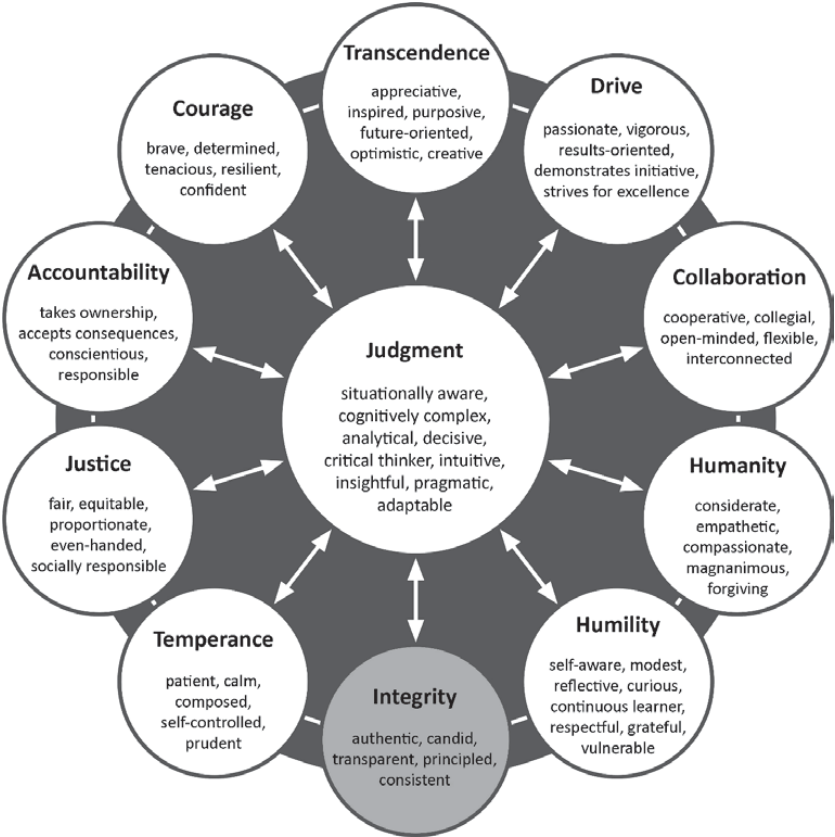 Transcendence
appreciative,
inspired, purposive,
future-oriented,
optimistic, creative
Drive
passionate, vigorous,
results-oriented,
demonstrates initiative,
strives for excellence
Collaboration
cooperative, collegial,
open-minded, flexible,
interconnected
Humanity
considerate,
empathetic,
compassionate,
magnanimous,
forgiving
Humility
self-aware, modest,
reflective, curious,
continuous learner,
respectful, grateful,
vulnerable
Integrity
authentic, candid,
transparent, principled,
consistent
Temperance
patient, calm,
composed,
self-controlled,
prudent
Justice
fair, equitable,
proportionate,
even-handed,
socially responsible
Accountability
takes ownership,
accepts consequences,
conscientious,
responsible
Courage
brave, determined,
tenacious, resilient,
confident
Judgment
situationally aware,
cognitively complex,
analytical, decisive,
critical thinker, intuitive,
insightful, pragmatic,
adaptable